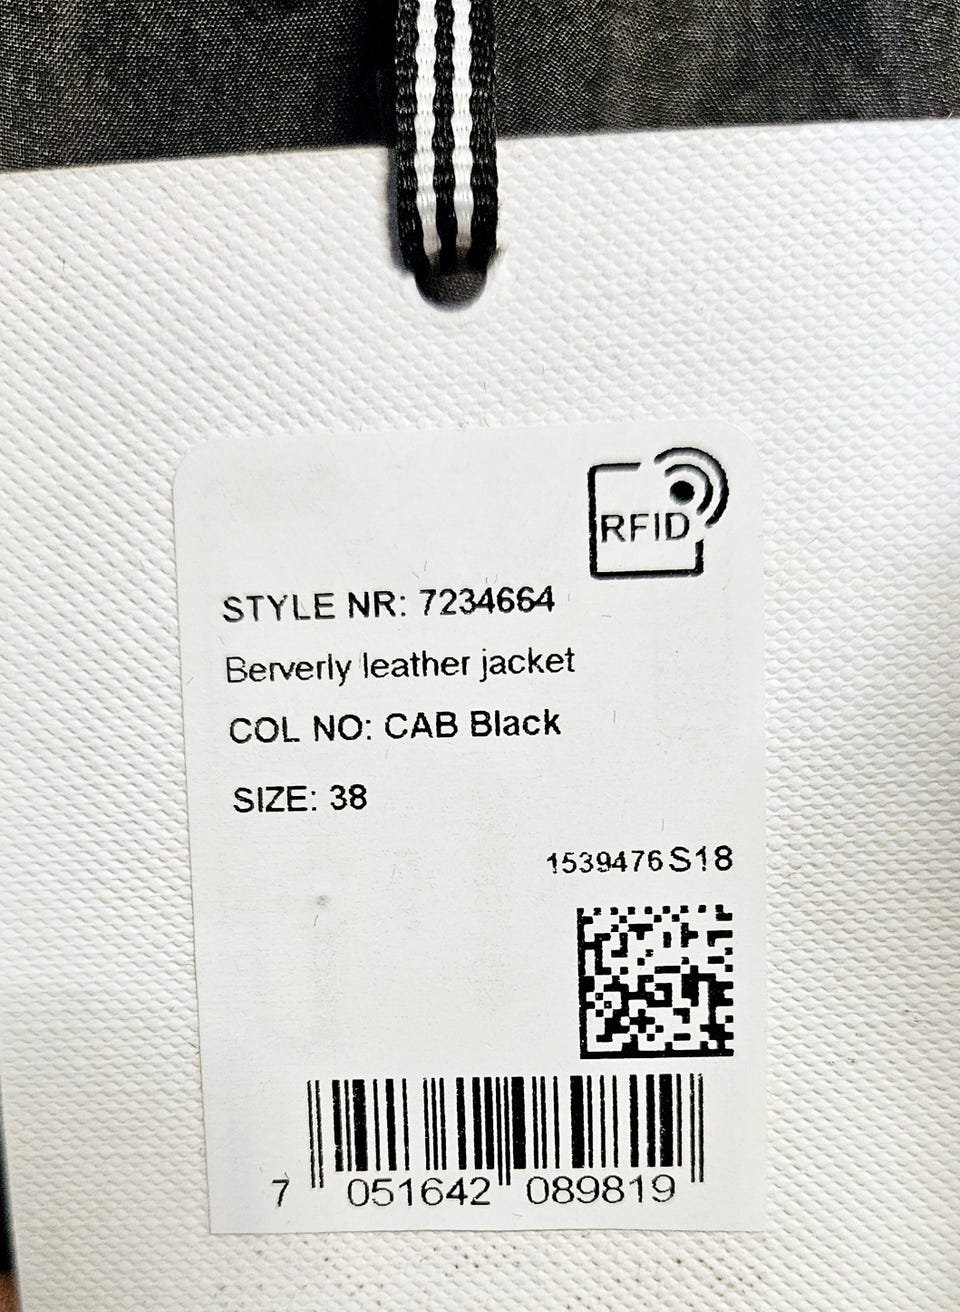 RFID
STYLE NR: 7234664
Berverly leather jacket
COL NO: CAB Black
SIZE: 38
1539476 S18
7 051642 089819